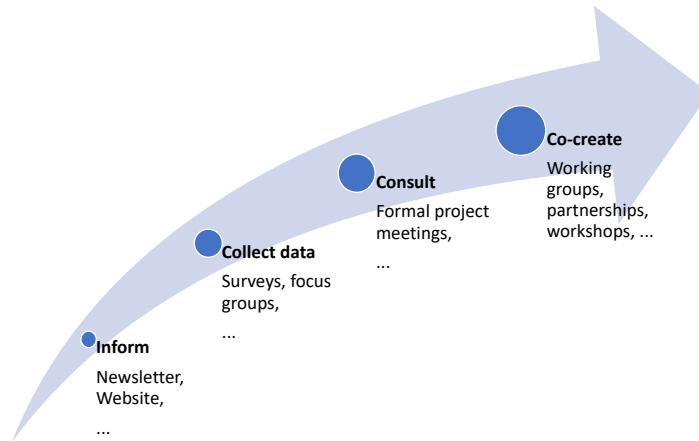 Inform
Newsletter,
Website,
...
Collect data
Surveys, focus
groups,
...
Consult
Formal project
meetings,
...
Co-create
Working
groups,
partnerships,
workshops, ...